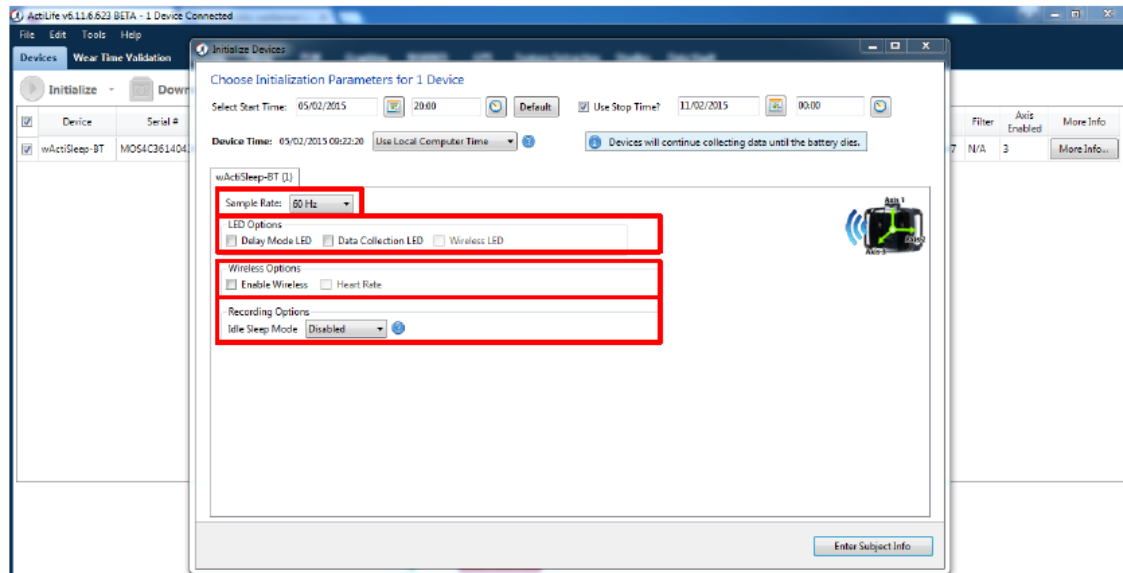 ActiLife v6.11.6.623 BETA - 1 Device Connected
File Edit Tools Help
Devices Wear Time Validation
Initialize Down
Device Serial # Filter Axis Enabled More Info
wActiSleep-BT MOS4C3614042 7 N/A 3 More Info...
Initialize Devices
Choose Initialization Parameters for 1 Device
Select Start Time: 05/02/2015 20:00 Default Use Stop Time? 11/02/2015 00:00
Device Time: 05/02/2015 09:22:20 Use Local Computer Time Devices will continue collecting data until the battery dies.
wActiSleep-BT (1)
Sample Rate: 60 Hz
LED Options
Delay Mode LED Data Collection LED Wireless LED
Wireless Options
Enable Wireless Heart Rate
Recording Options
Idle Sleep Mode Disabled
Axis 1
Axis 2
Axis 3
Enter Subject Info